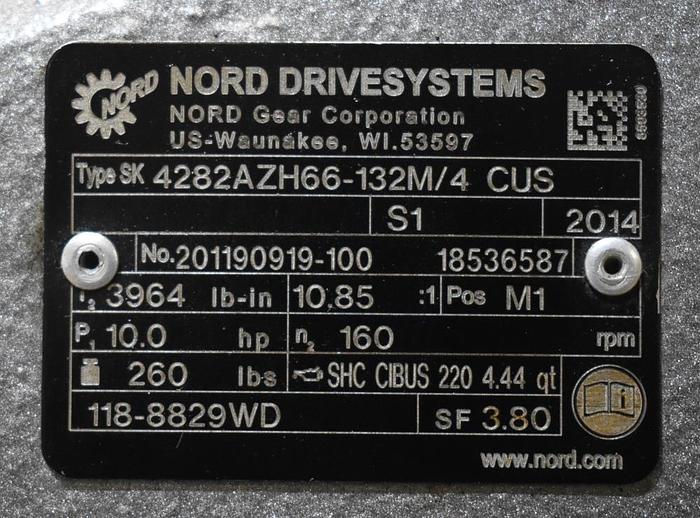 NORD NORD DRIVESYSTEMS
NORD Gear Corporation
US-Waunakee, WI.53597
Type SK 4282AZH66-132M/4 CUS
S1 2014
No. 201190919-100 18536587
3964 lb-in 10.85 :1 Pos M1
P1 10.0 hp n2 160 rpm
260 lbs SHC CIBUS 220 4.44 qt
118-8829WD SF 3.80
www.nord.com